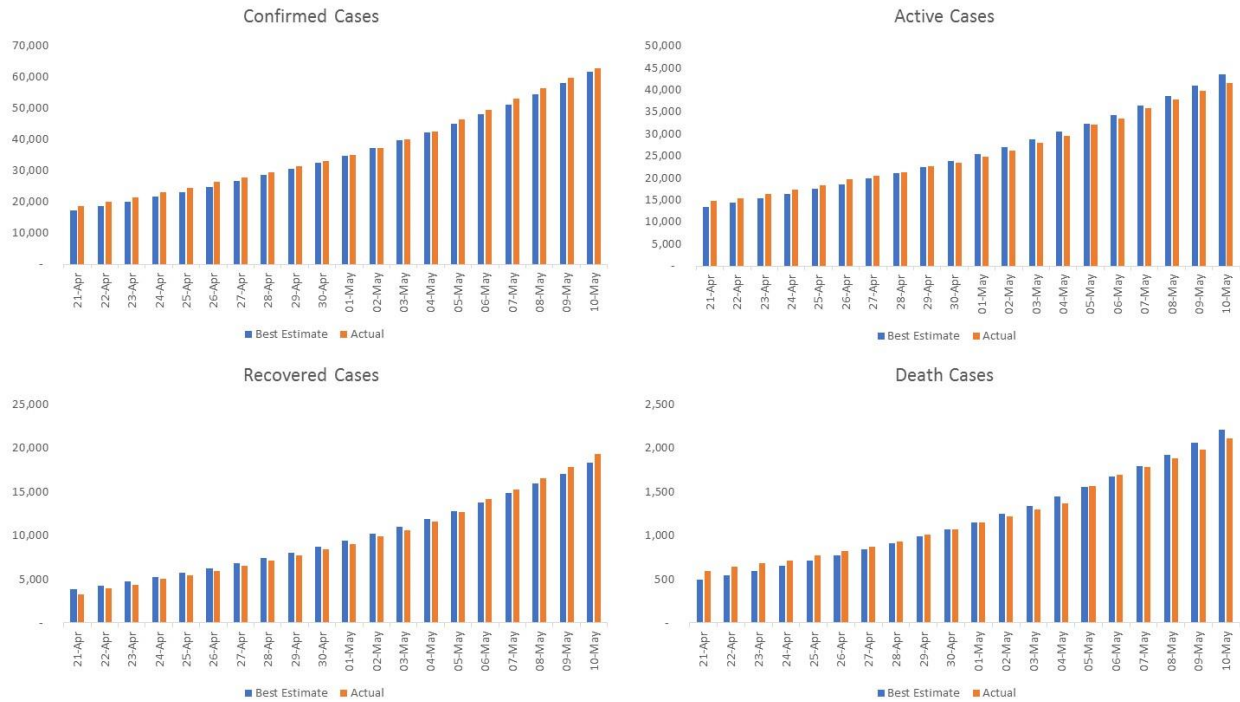 Confirmed Cases
70,000
60,000
50,000
40,000
30,000
20,000
10,000
-
21-Apr
22-Apr
23-Apr
24-Apr
25-Apr
26-Apr
27-Apr
28-Apr
29-Apr
30-Apr
01-May
02-May
03-May
04-May
05-May
06-May
07-May
08-May
09-May
10-May
Best Estimate Actual
Active Cases
50,000
45,000
40,000
35,000
30,000
25,000
20,000
15,000
10,000
5,000
-
21-Apr
22-Apr
23-Apr
24-Apr
25-Apr
26-Apr
27-Apr
28-Apr
29-Apr
30-Apr
01-May
02-May
03-May
04-May
05-May
06-May
07-May
08-May
09-May
10-May
Best Estimate Actual
Recovered Cases
25,000
20,000
15,000
10,000
5,000
-
21-Apr
22-Apr
23-Apr
24-Apr
25-Apr
26-Apr
27-Apr
28-Apr
29-Apr
30-Apr
01-May
02-May
03-May
04-May
05-May
06-May
07-May
08-May
09-May
10-May
Best Estimate Actual
Death Cases
2,500
2,000
1,500
1,000
500
-
21-Apr
22-Apr
23-Apr
24-Apr
25-Apr
26-Apr
27-Apr
28-Apr
29-Apr
30-Apr
01-May
02-May
03-May
04-May
05-May
06-May
07-May
08-May
09-May
10-May
Best Estimate Actual